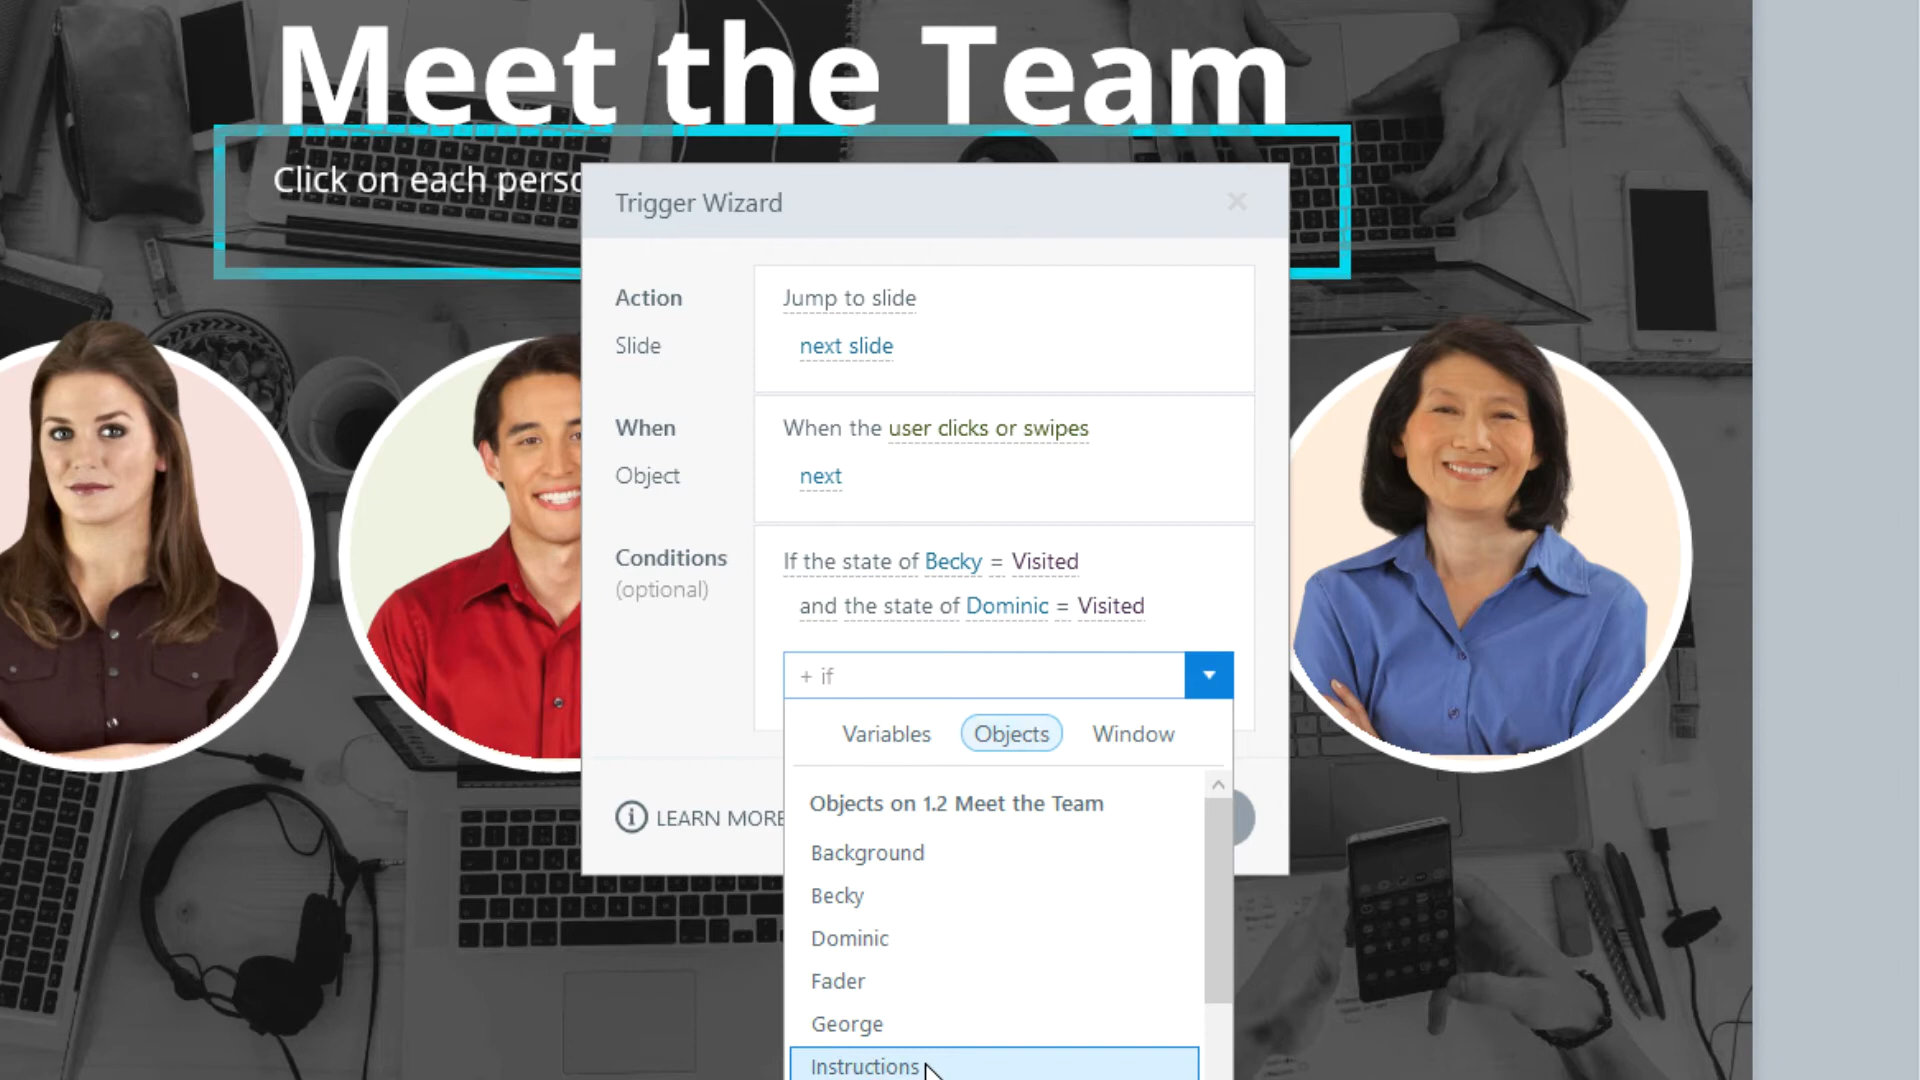 Meet the Team
Click on each perso
Trigger Wizard
Action
Jump to slide
Slide
next slide
When
When the user clicks or swipes
Object
next
Conditions
(optional)
If the state of Becky = Visited
and the state of Dominic = Visited
+ if
Variables Objects Window
LEARN MORE
Objects on 1.2 Meet the Team
Background
Becky
Dominic
Fader
George
Instructions